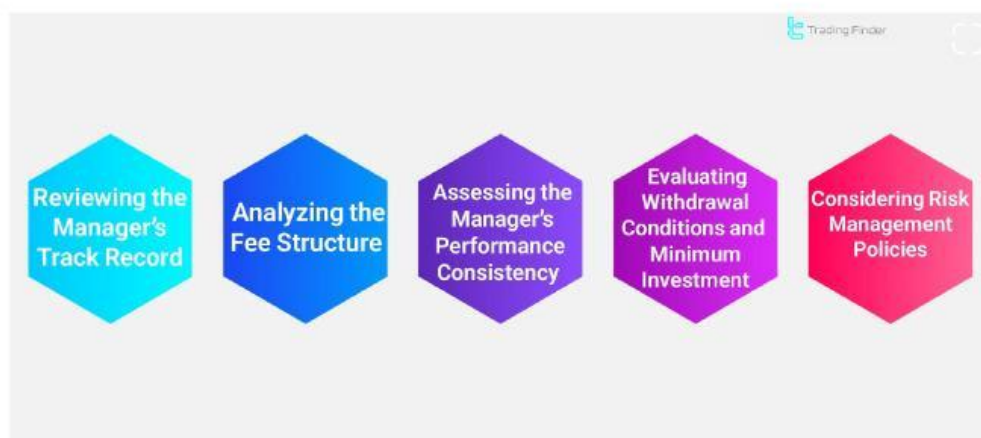 Trading Finder
Reviewing the
Manager's
Track Record
Analyzing the
Fee Structure
Assessing the
Manager's
Performance
Consistency
Evaluating
Withdrawal
Conditions and
Minimum
Investment
Considering Risk
Management
Policies